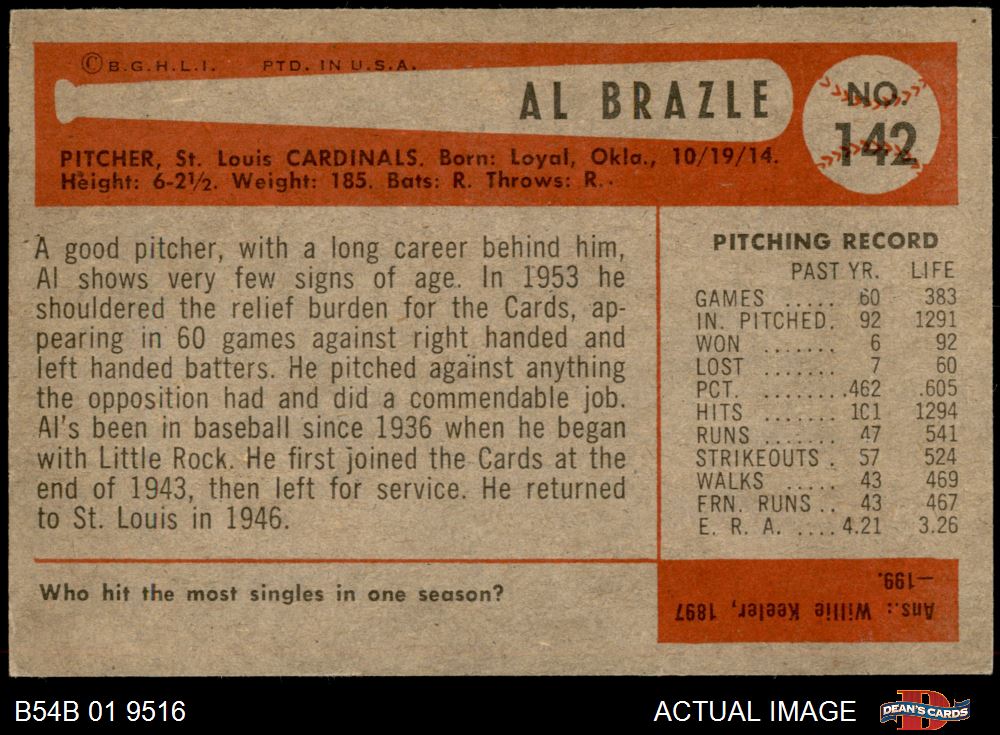 ©B.G.H.L.I. PTD. IN U.S.A.
AL BRAZLE
NO.
142
PITCHER, St. Louis CARDINALS. Born: Loyal, Okla., 10/19/14.
Height: 6-2½. Weight: 185. Bats: R. Throws: R.
A good pitcher, with a long career behind him,
Al shows very few signs of age. In 1953 he
shouldered the relief burden for the Cards, ap-
pearing in 60 games against right handed and
left handed batters. He pitched against anything
the opposition had and did a commendable job.
Al's been in baseball since 1936 when he began
with Little Rock. He first joined the Cards at the
end of 1943, then left for service. He returned
to St. Louis in 1946.
PITCHING RECORD
PAST YR. LIFE
GAMES ..... 60 383
IN. PITCHED. 92 1291
WON ....... 6 92
LOST ....... 7 60
PCT. ........462 .605
HITS ....... 101 1294
RUNS ....... 47 541
STRIKEOUTS . 57 524
WALKS ..... 43 469
ERN. RUNS .. 43 467
E. R. A. .... 4.21 3.26
Who hit the most singles in one season?
Ans.: Willie Keeler, 1897
—199.
B54B 01 9516
ACTUAL IMAGE
DEAN'S CARDS